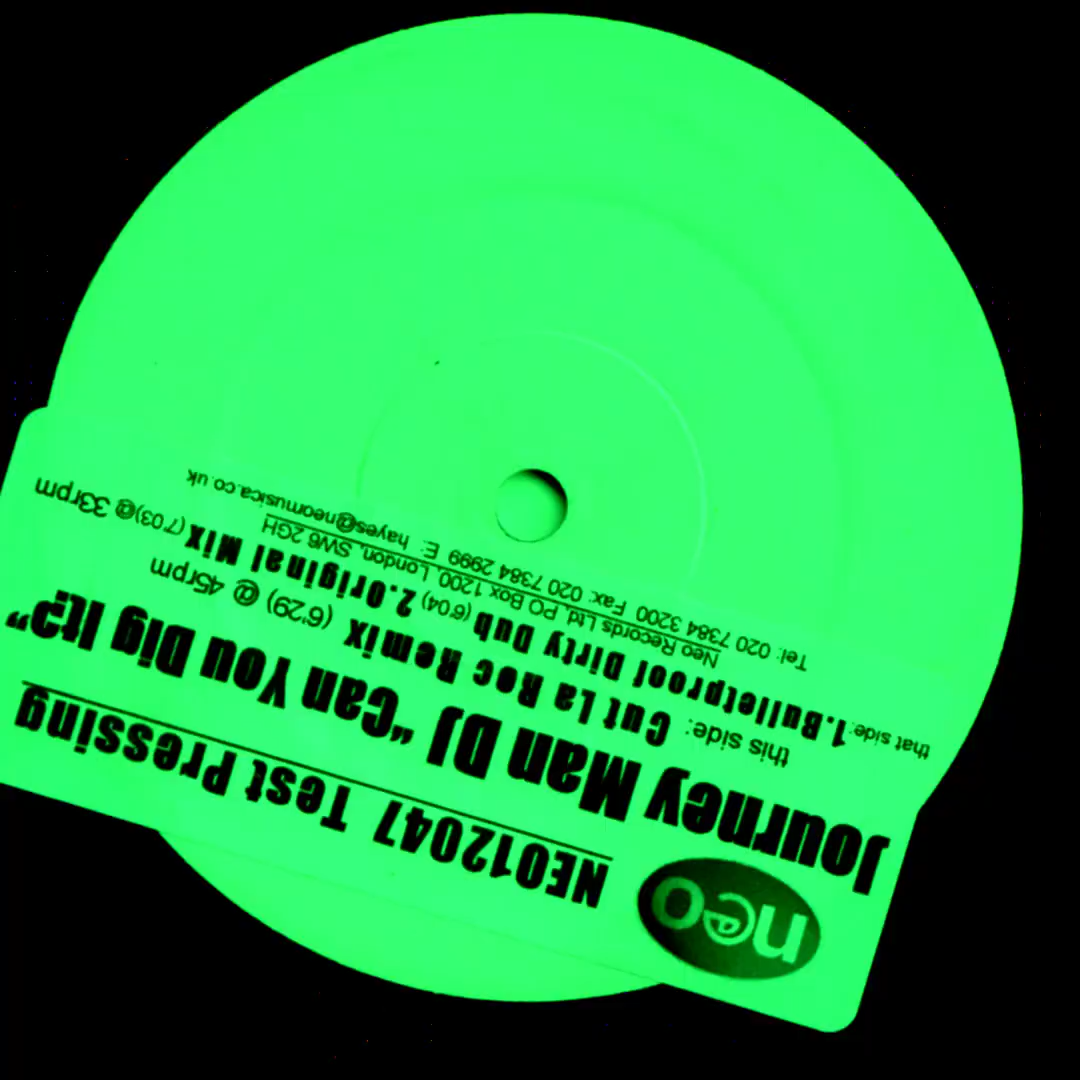 neo
NEO12047 Test Pressing
Journey Man DJ "Can You Dig It?"
this side: Cut La Roc Remix (6'29) @ 45rpm
that side: 1.Bulletproof Dirty Dub (6'04) 2.Original Mix (7'03)@ 33rpm
Neo Records Ltd, PO Box 1200, London, SW6 2GH
Tel: 020 7384 3200 Fax: 020 7384 2999 E: hayes@neomusica.co.uk